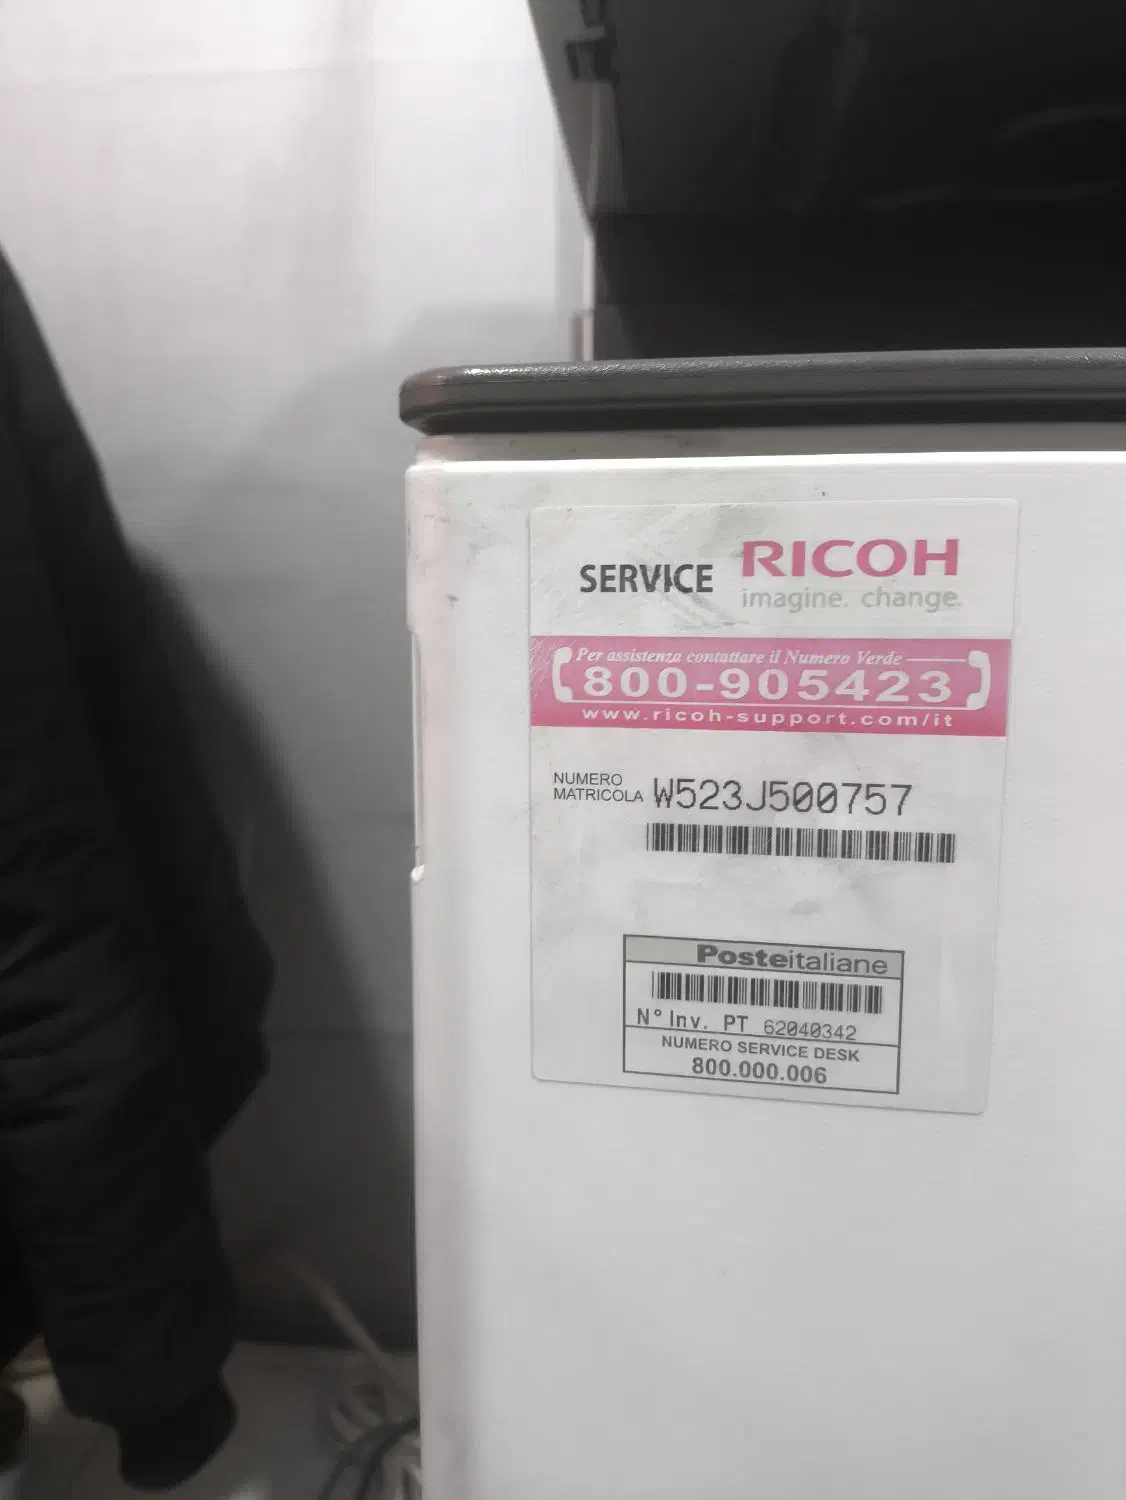 SERVICE RICOH
imagine. change.
Per assistenza contattare il Numero Verde
800-905423
www.ricoh-support.com/it
NUMERO
MATRICOLA W523J500757
Posteitaliane
N° Inv. PT 62040342
NUMERO SERVICE DESK
800.000.006